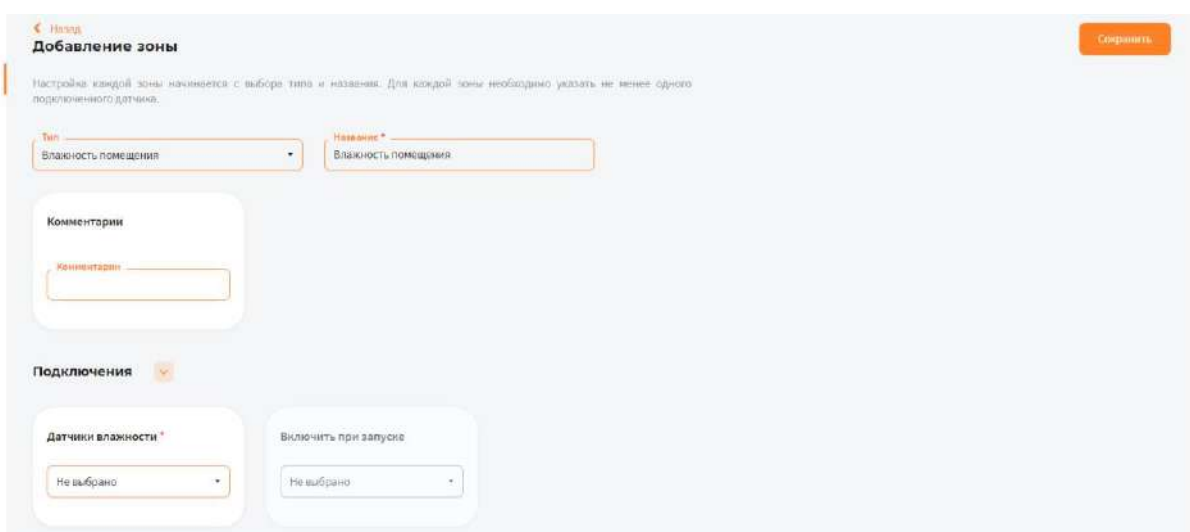 Назад
Добавление зоны
Сохранить
Настройка каждой зоны начинается с выбора типа и названия. Для каждой зоны необходимо указать не менее одного
подключенного датчика.
Тип
Название *
Влажность помещения
Влажность помещения
Комментарии
Комментарии
Подключения
Датчики влажности *
Включить при запуске
Не выбрано
Не выбрано